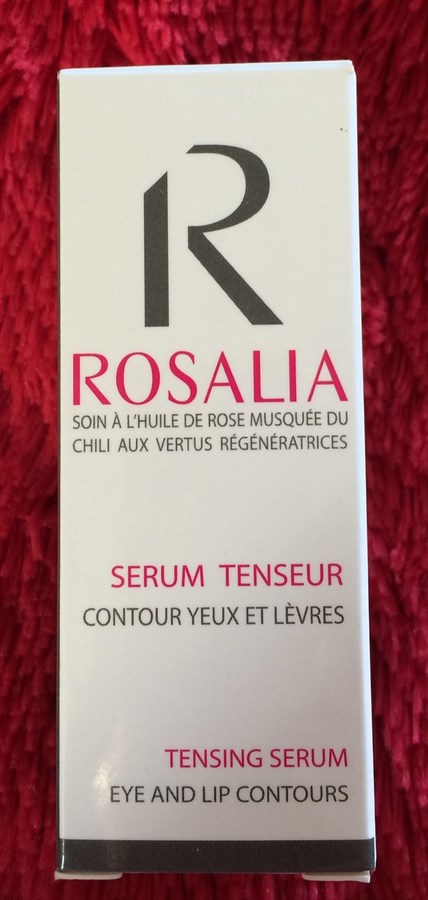 R
ROSALIA
SOIN À L'HUILE DE ROSE MUSQUÉE DU
CHILI AUX VERTUS RÉGÉNÉRATRICES
SERUM TENSEUR
CONTOUR YEUX ET LÈVRES
TENSING SERUM
EYE AND LIP CONTOURS